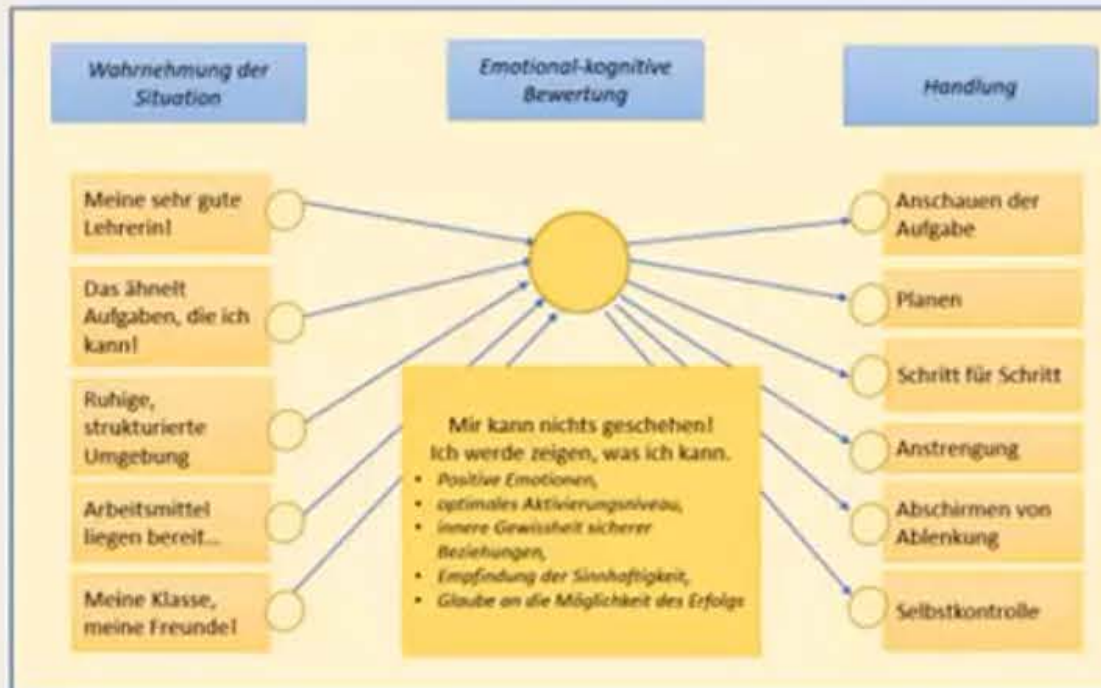 Wahrnehmung der
Situation
Emotional-kognitive
Bewertung
Handlung
Meine sehr gute
Lehrerin!
Das ähnelt
Aufgaben, die ich
kann!
Ruhige,
strukturierte
Umgebung
Arbeitsmittel
liegen bereit...
Meine Klasse,
meine Freunde!
Mir kann nichts geschehen!
Ich werde zeigen, was ich kann.
• Positive Emotionen,
• optimales Aktivierungsniveau,
• innere Gewissheit sicherer
Beziehungen,
• Empfindung der Sinnhaftigkeit,
• Glaube an die Möglichkeit des Erfolgs
Anschauen der
Aufgabe
Planen
Schritt für Schritt
Anstrengung
Abschirmen von
Ablenkung
Selbstkontrolle